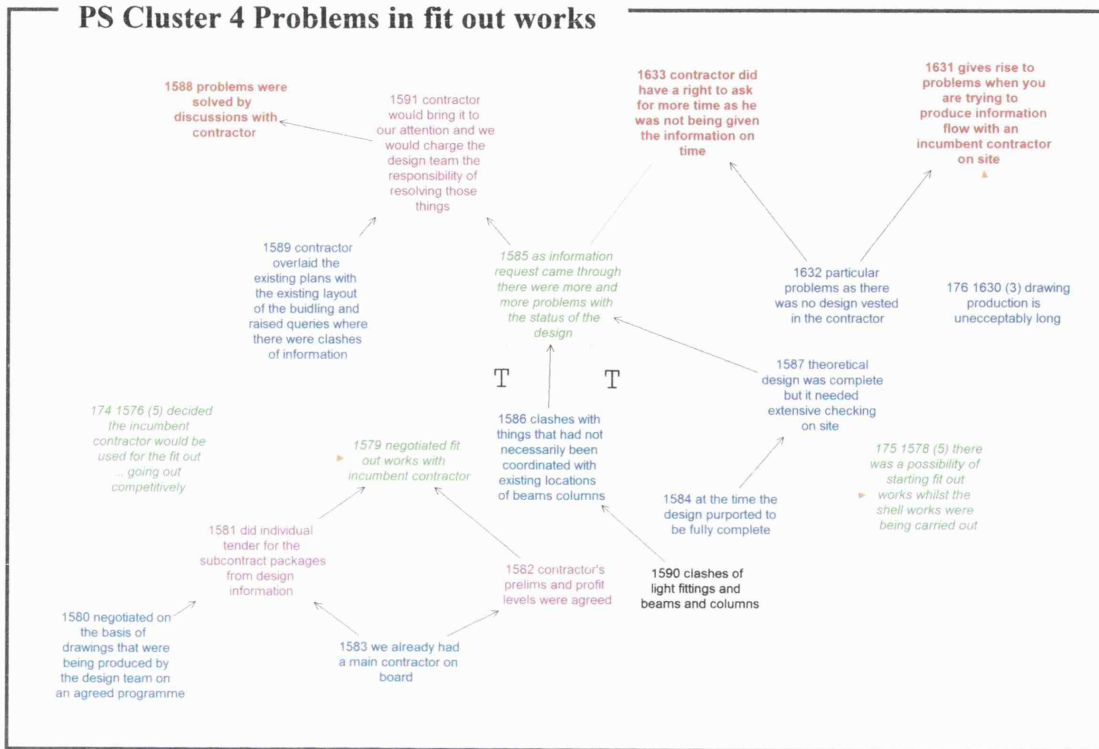 PS Cluster 4 Problems in fit out works
1588 problems were
solved by
discussions with
contractor
1591 contractor
would bring it to
our attention and we
would charge the
design team the
responsibility of
resolving those
things
1633 contractor did
have a right to ask
for more time as he
was not being given
the information on
time
1631 gives rise to
problems when you
are trying to
produce information
flow with an
incumbent contractor
on site
1589 contractor
overlaid the
existing plans with
the existing layout
of the buidling and
raised queries where
there were clashes
of information
1585 as information
request came through
there were more and
more problems with
the status of the
design
1632 particular
problems as there
was no design vested
in the contractor
176 1630 (3) drawing
production is
unecceptably long
T
T
1587 theoretical
design was complete
but it needed
extensive checking
on site
174 1576 (5) decided
the incumbent
contractor would be
used for the fit out
... going out
competitively
1579 negotiated fit
out works with
incumbent contractor
1586 clashes with
things that had not
necessarily been
coordinated with
existing locations
of beams columns
175 1578 (5) there
was a possibility of
starting fit out
works whilst the
shell works were
being carried out
1584 at the time the
design purported to
be fully complete
1581 did individual
tender for the
subcontract packages
from design
information
1582 contractor's
prelims and profit
levels were agreed
1590 clashes of
light fittings and
beams and columns
1580 negotiated on
the basis of
drawings that were
being produced by
the design team on
an agreed programme
1583 we already had
a main contractor on
board